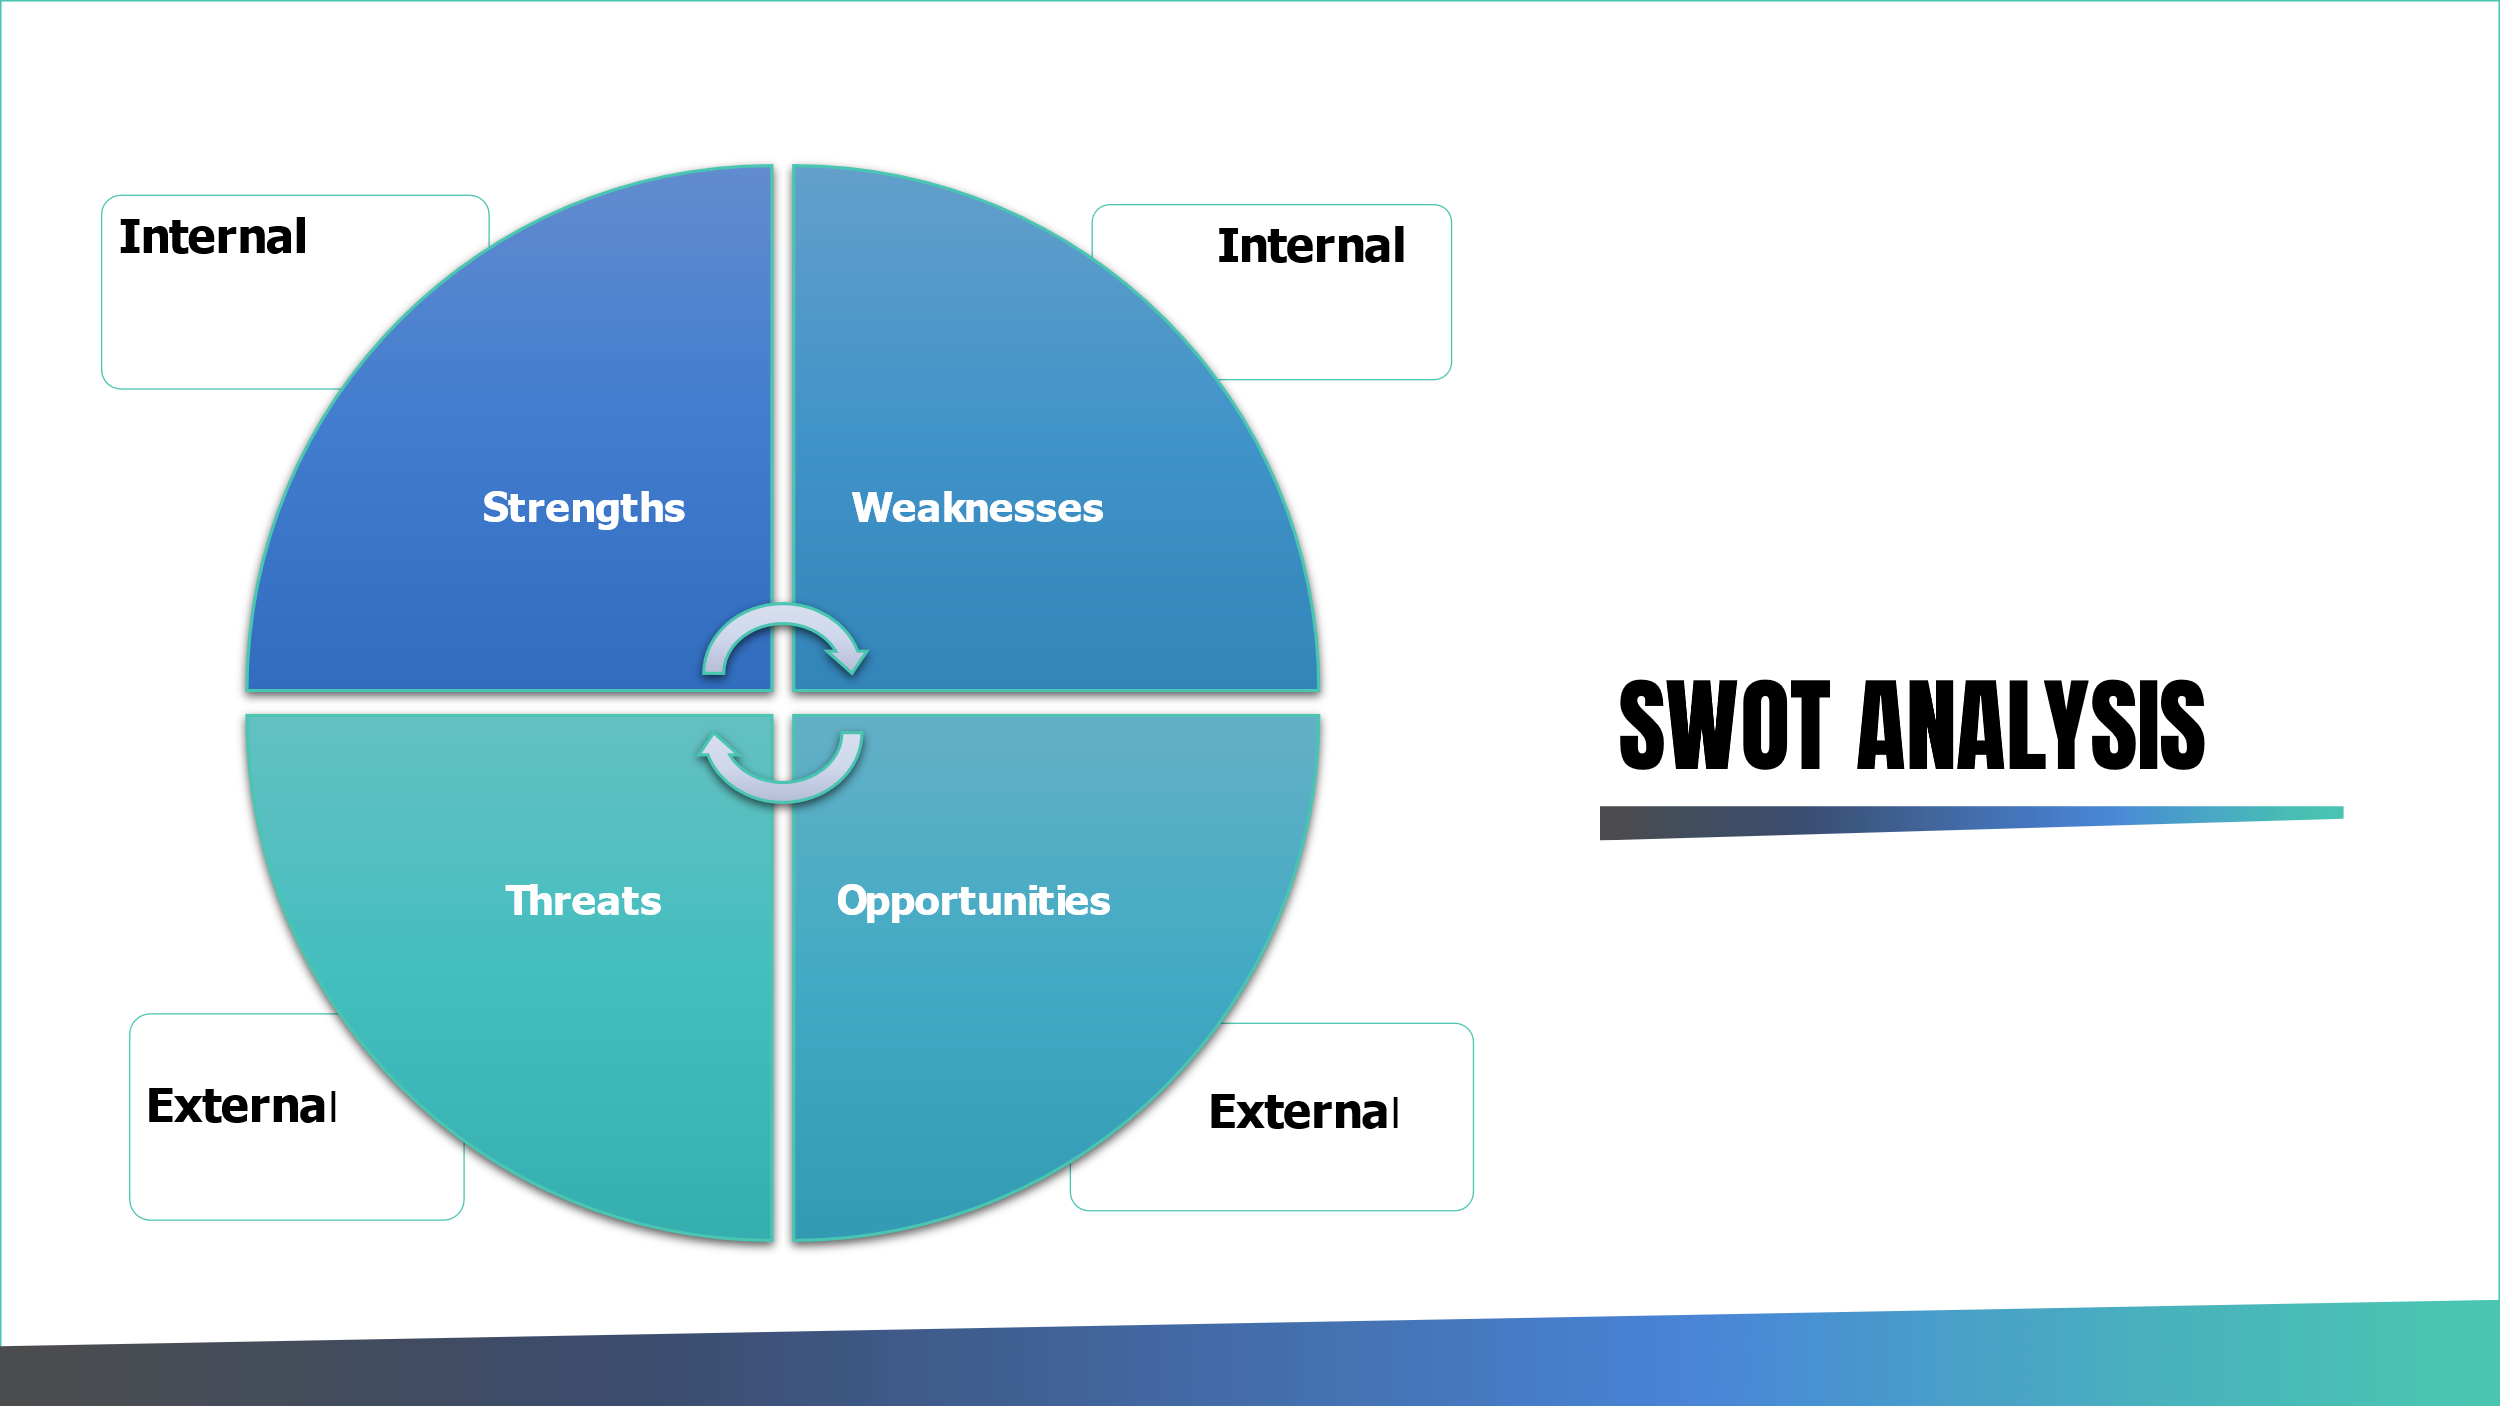 Internal
Internal
Strengths
Weaknesses
Threats
Opportunities
External
External
SWOT ANALYSIS